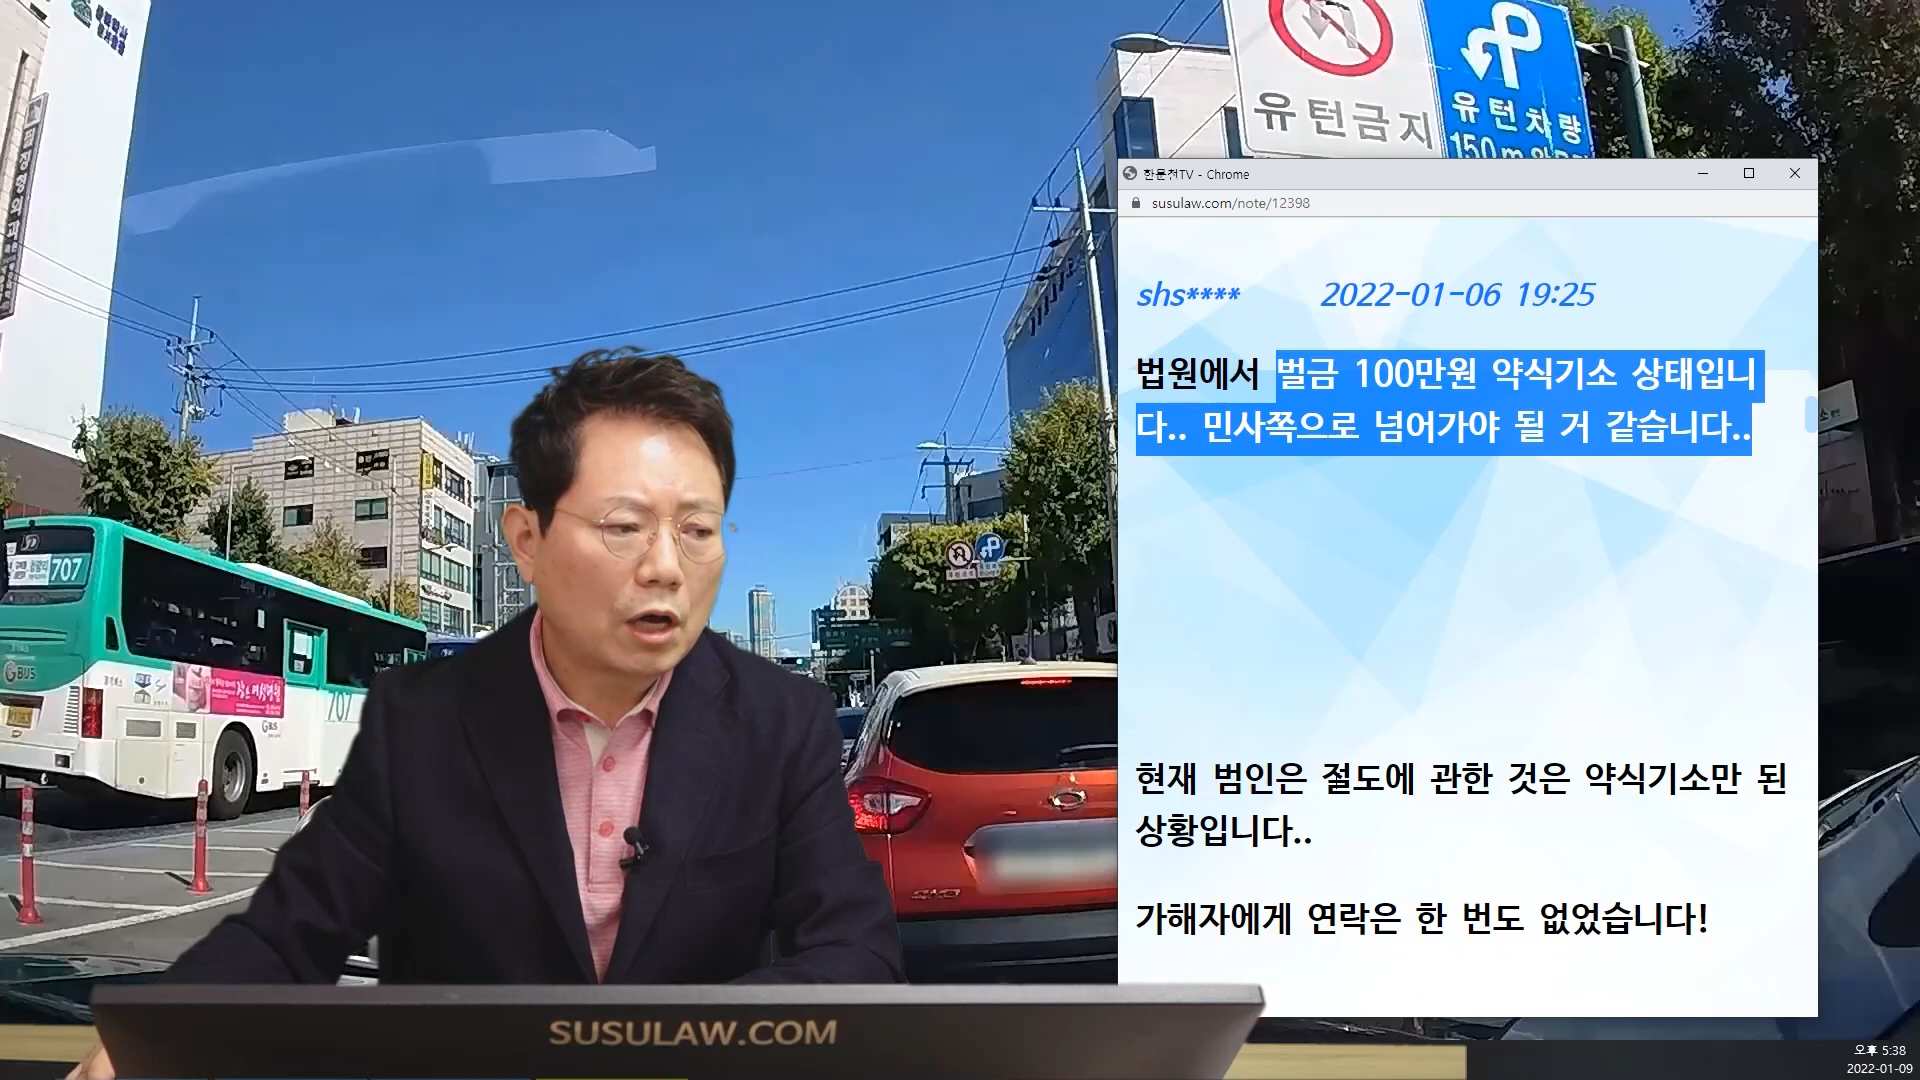 유턴금지
유턴차량
150m
한문철TV - Chrome
susulaw.com/note/12398
shs**** 2022-01-06 19:25
법원에서 벌금 100만원 약식기소 상태입니
다.. 민사쪽으로 넘어가야 될 거 같습니다..
현재 범인은 절도에 관한 것은 약식기소만 된
상황입니다..
가해자에게 연락은 한 번도 없었습니다!
707
GBUS
707
GBUS
SUSULAW.COM
오후 5:38
2022-01-09